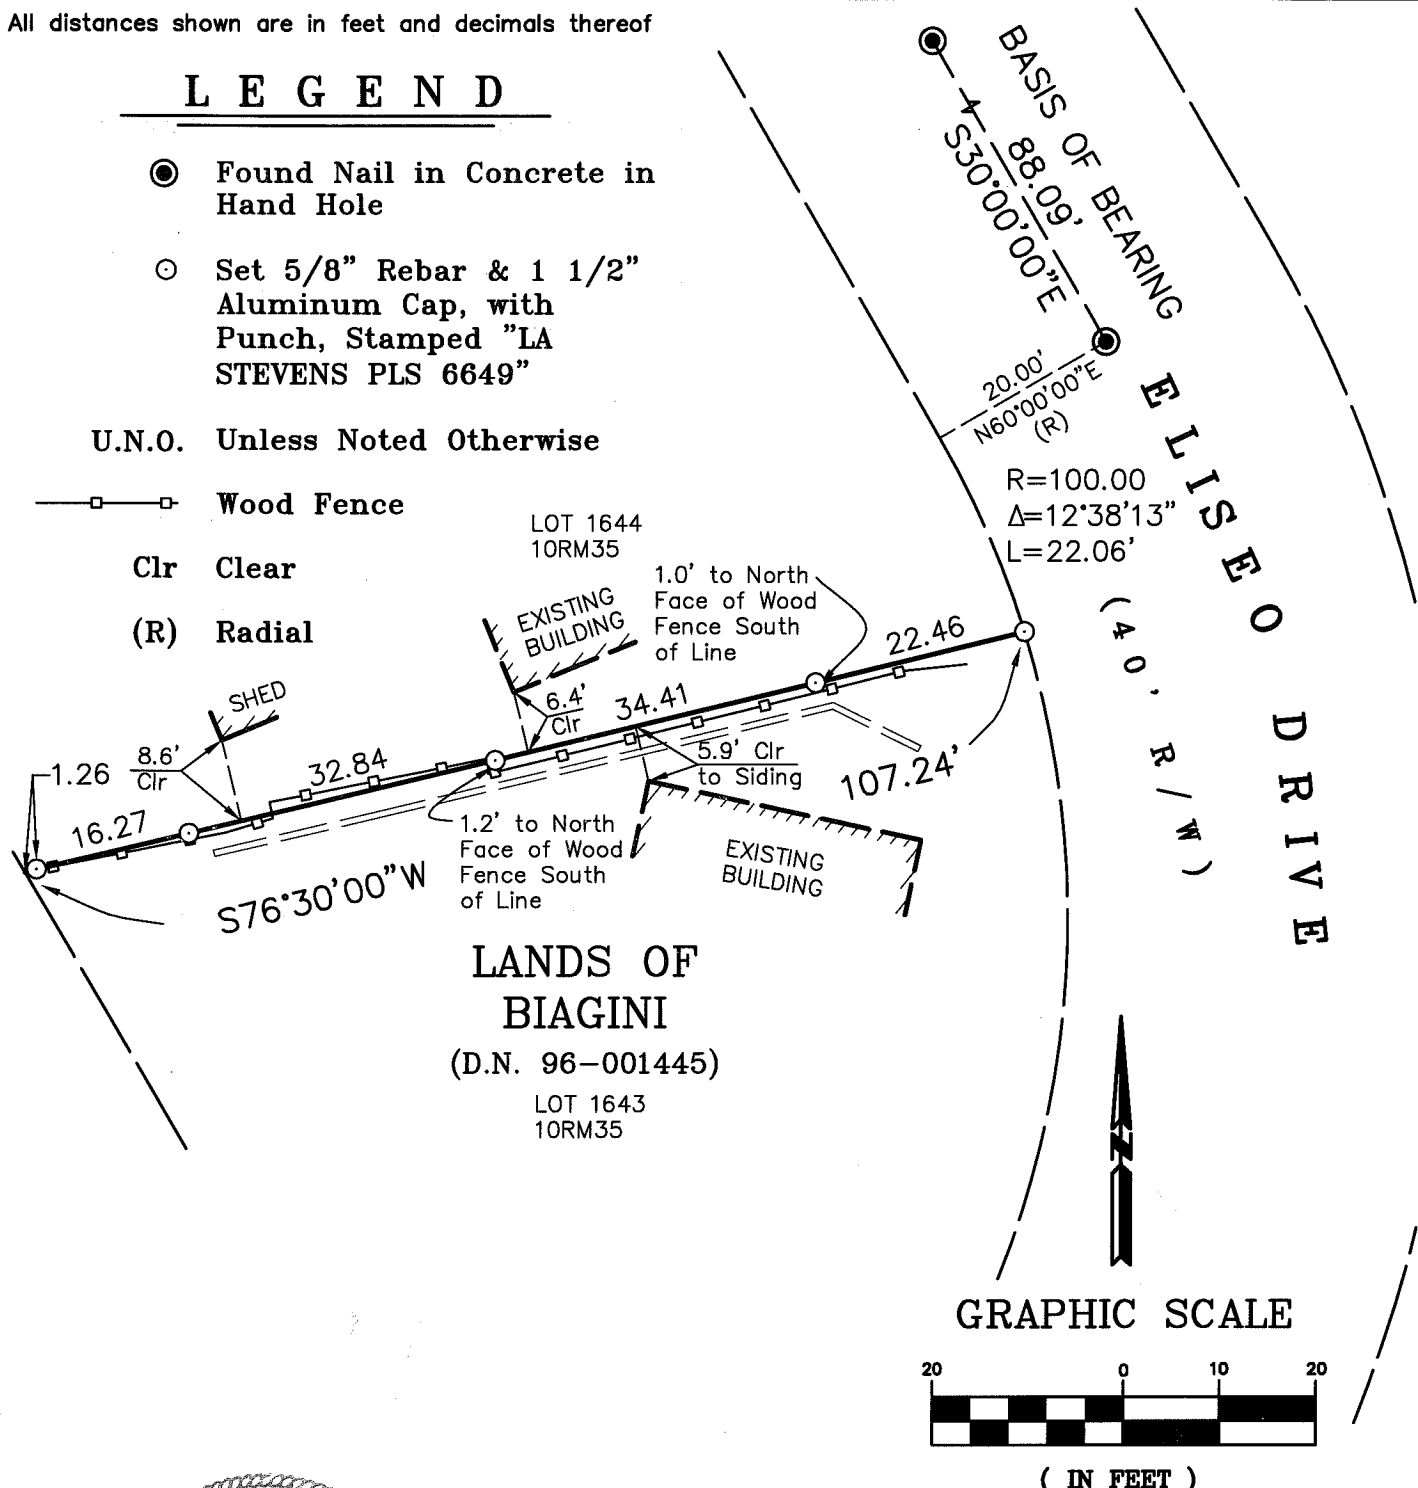 All distances shown are in feet and decimals thereof
LEGEND
Found Nail in Concrete in
Hand Hole
Set 5/8" Rebar & 1 1/2"
Aluminum Cap, with
Punch, Stamped "LA
STEVENS PLS 6649"
U.N.O. Unless Noted Otherwise
Wood Fence
Clr Clear
(R) Radial
BASIS OF BEARING
88.09'
S30°00'00"E
20.00'
N60°00'00"E
(R)
R=100.00
Δ=12°38'13"
L=22.06'
ELISEO DRIVE
(40' R/W)
LOT 1644
10RM35
EXISTING
BUILDING
1.0' to North
Face of Wood
Fence South
of Line
22.46
SHED
6.4'
Clr
34.41
8.6'
Clr
32.84
5.9' Clr
to Siding
107.24'
1.26
16.27
1.2' to North
Face of Wood
Fence South
of Line
EXISTING
BUILDING
S76°30'00"W
LANDS OF
BIAGINI
(D.N. 96-001445)
LOT 1643
10RM35
N
GRAPHIC SCALE
20 0 10 20
( IN FEET )